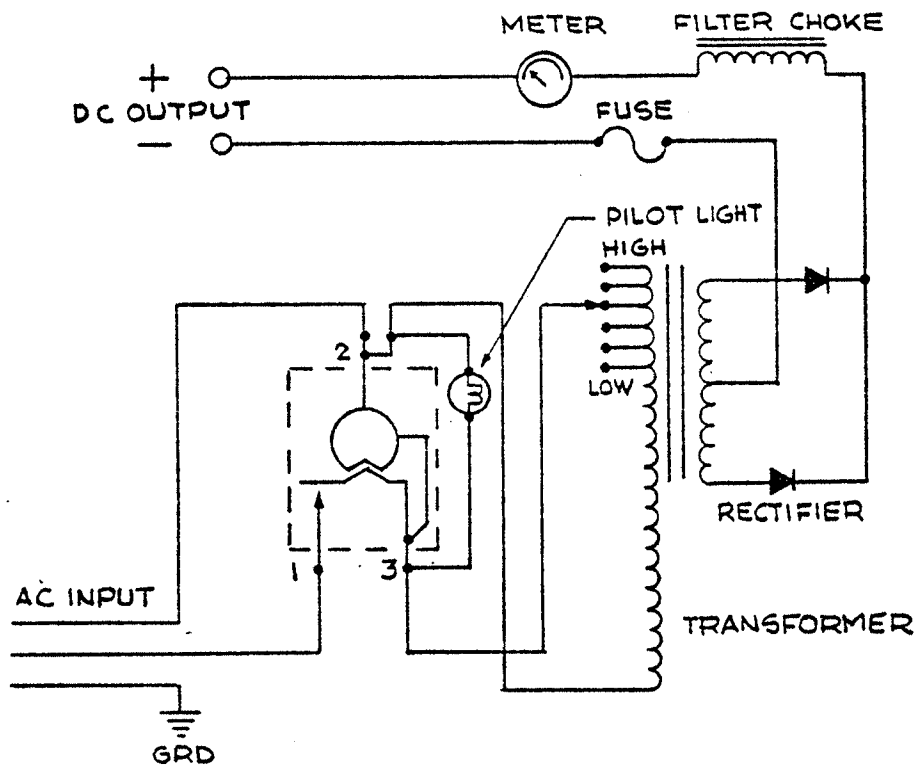 METER
FILTER CHOKE
+
DC OUTPUT
FUSE
−
PILOT LIGHT
HIGH
2
LOW
RECTIFIER
1
3
AC INPUT
TRANSFORMER
GRD